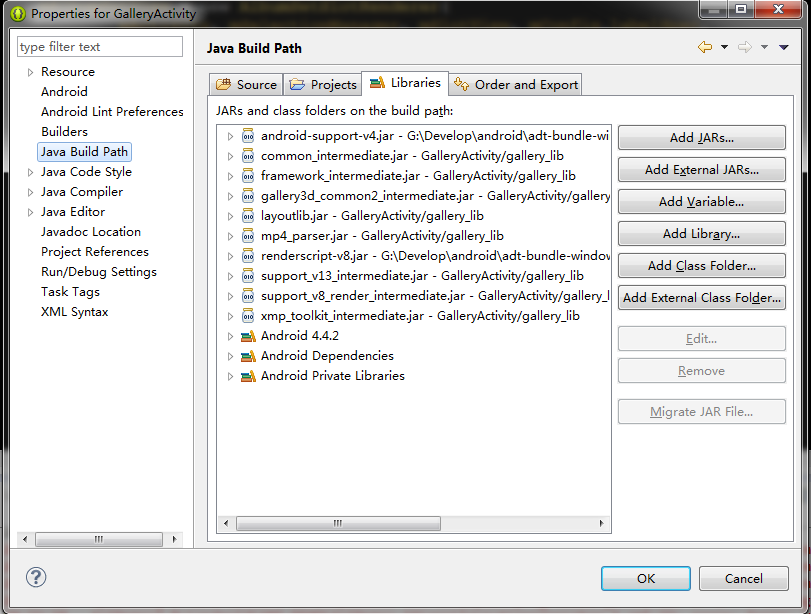 Properties for GalleryActivity
type filter text
Java Build Path
Resource
Android
Android Lint Preferences
Builders
Java Build Path
Java Code Style
Java Compiler
Java Editor
Javadoc Location
Project References
Run/Debug Settings
Task Tags
XML Syntax
Source
Projects
Libraries
Order and Export
JARs and class folders on the build path:
android-support-v4.jar - G:\Develop\android\adt-bundle-wi
common_intermediate.jar - GalleryActivity/gallery_lib
framework_intermediate.jar - GalleryActivity/gallery_lib
gallery3d_common2_intermediate.jar - GalleryActivity/gallery
layoutlib.jar - GalleryActivity/gallery_lib
mp4_parser.jar - GalleryActivity/gallery_lib
renderscript-v8.jar - G:\Develop\android\adt-bundle-window
support_v13_intermediate.jar - GalleryActivity/gallery_lib
support_v8_render_intermediate.jar - GalleryActivity/gallery_l
xmp_toolkit_intermediate.jar - GalleryActivity/gallery_lib
Android 4.4.2
Android Dependencies
Android Private Libraries
Add JARs...
Add External JARs...
Add Variable...
Add Library...
Add Class Folder...
Add External Class Folder...
Edit...
Remove
Migrate JAR File...
OK
Cancel